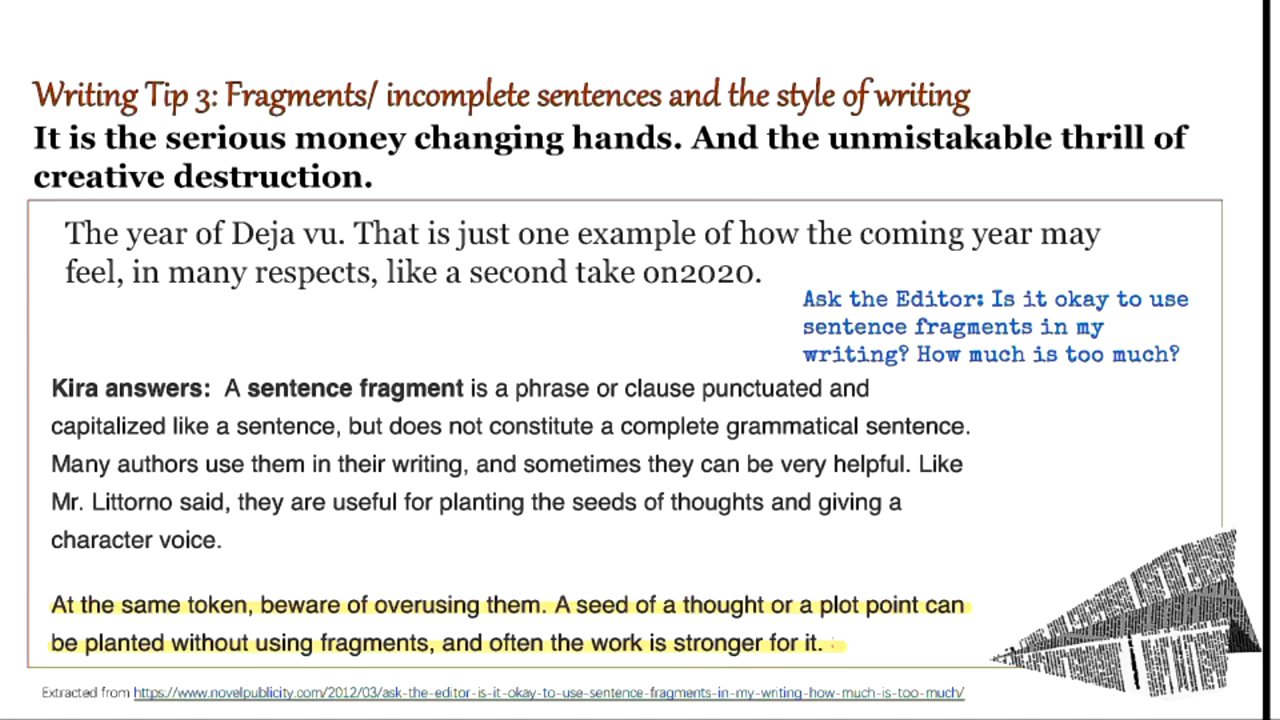 Writing Tip 3: Fragments/ incomplete sentences and the style of writing
It is the serious money changing hands. And the unmistakable thrill of
creative destruction.
The year of Deja vu. That is just one example of how the coming year may
feel, in many respects, like a second take on2020.
Ask the Editor: Is it okay to use
sentence fragments in my
writing? How much is too much?
Kira answers: A sentence fragment is a phrase or clause punctuated and
capitalized like a sentence, but does not constitute a complete grammatical sentence.
Many authors use them in their writing, and sometimes they can be very helpful. Like
Mr. Littorno said, they are useful for planting the seeds of thoughts and giving a
character voice.
At the same token, beware of overusing them. A seed of a thought or a plot point can
be planted without using fragments, and often the work is stronger for it.
Extracted from https://www.novelpublicity.com/2012/03/ask-the-editor-is-it-okay-to-use-sentence-fragments-in-my-writing-how-much-is-too-much/